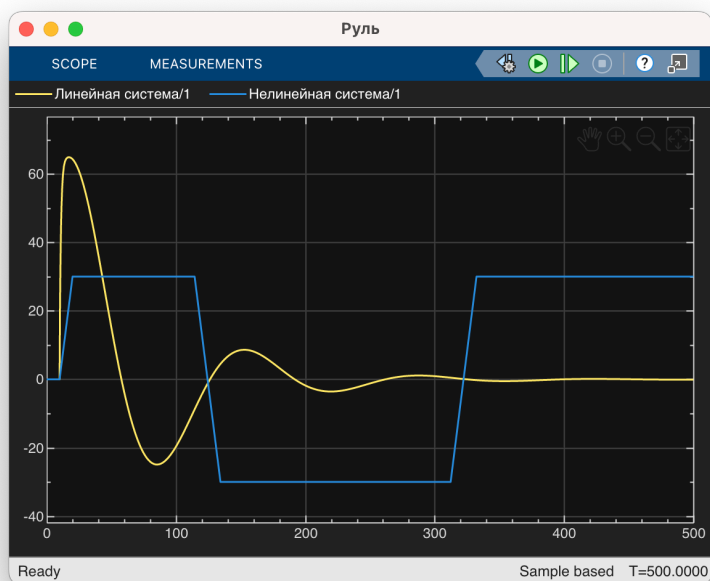 Руль
SCOPE MEASUREMENTS
Линейная система/1 Нелинейная система/1
60
40
20
0
-20
-40
0 100 200 300 400 500
Ready Sample based T=500.0000